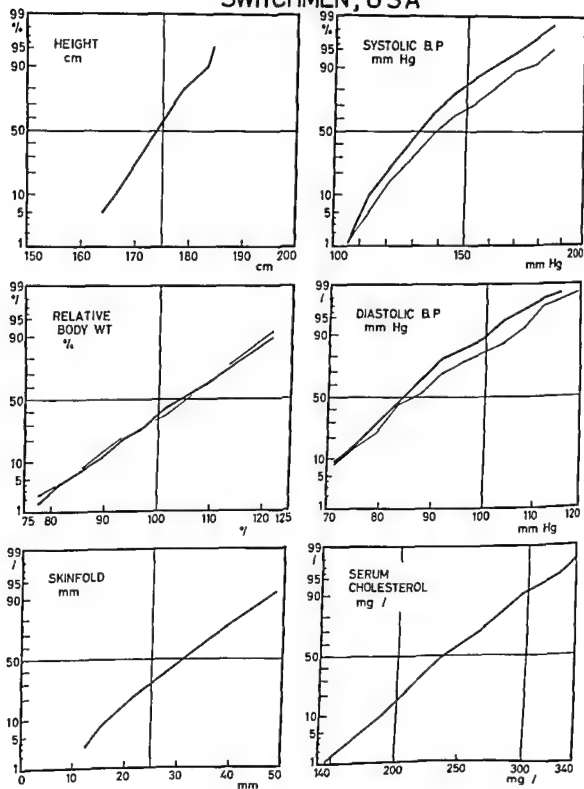 SWITCHMEN, USA
99
%
95
90
50
10
5
1
HEIGHT
cm
150 160 170 180 190 200
cm
99
%
95
90
50
10
5
1
SYSTOLIC B.P
mm Hg
100 150 200
mm Hg
99
%
95
90
50
10
5
1
RELATIVE
BODY WT
%
75 80 90 100 110 122 125
%
99
/
95
90
50
10
5
1
DIASTOLIC B.P
mm Hg
70 80 90 100 110 120
mm Hg
99
/
95
90
50
10
5
1
SKINFOLD
mm
0 10 20 30 40 50
mm
99
/
95
90
50
10
5
1
SERUM
CHOLESTEROL
mg /
140 200 250 300 340
mg /